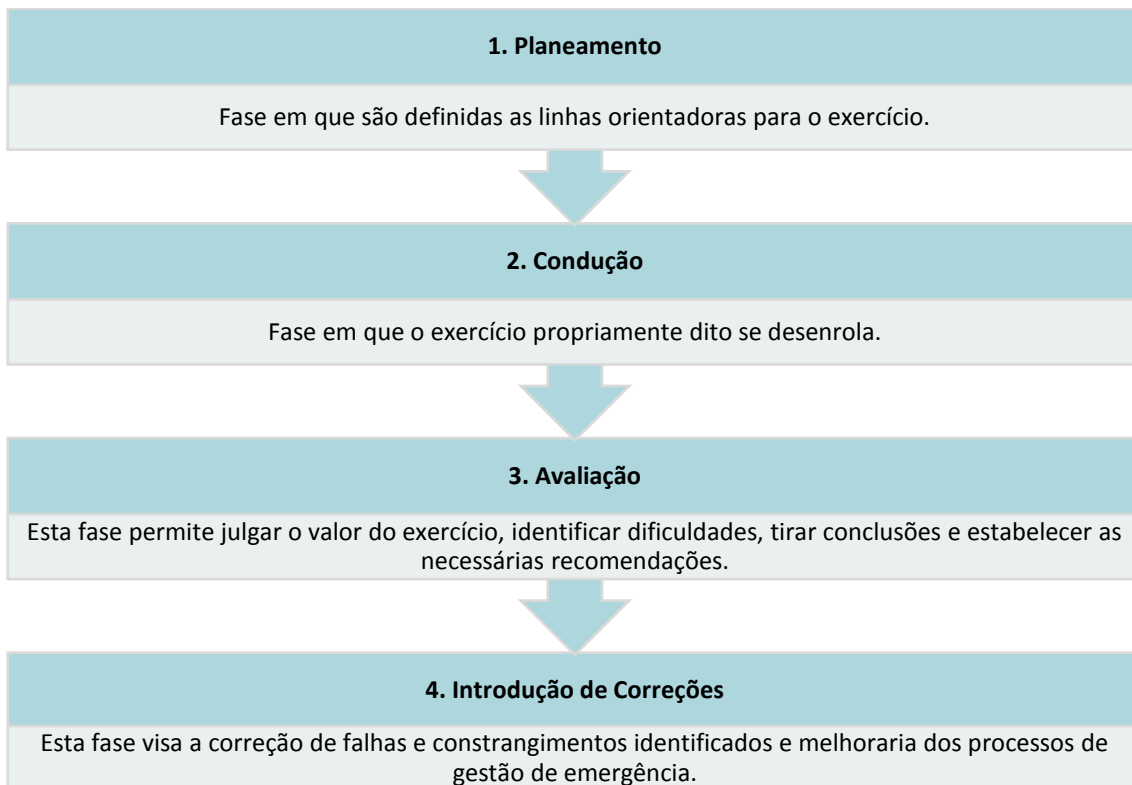 1. Planeamento
Fase em que são definidas as linhas orientadoras para o exercício.
2. Condução
Fase em que o exercício propriamente dito se desenrola.
3. Avaliação
Esta fase permite julgar o valor do exercício, identificar dificuldades, tirar conclusões e estabelecer as
necessárias recomendações.
4. Introdução de Correções
Esta fase visa a correção de falhas e constrangimentos identificados e melhoraria dos processos de
gestão de emergência.